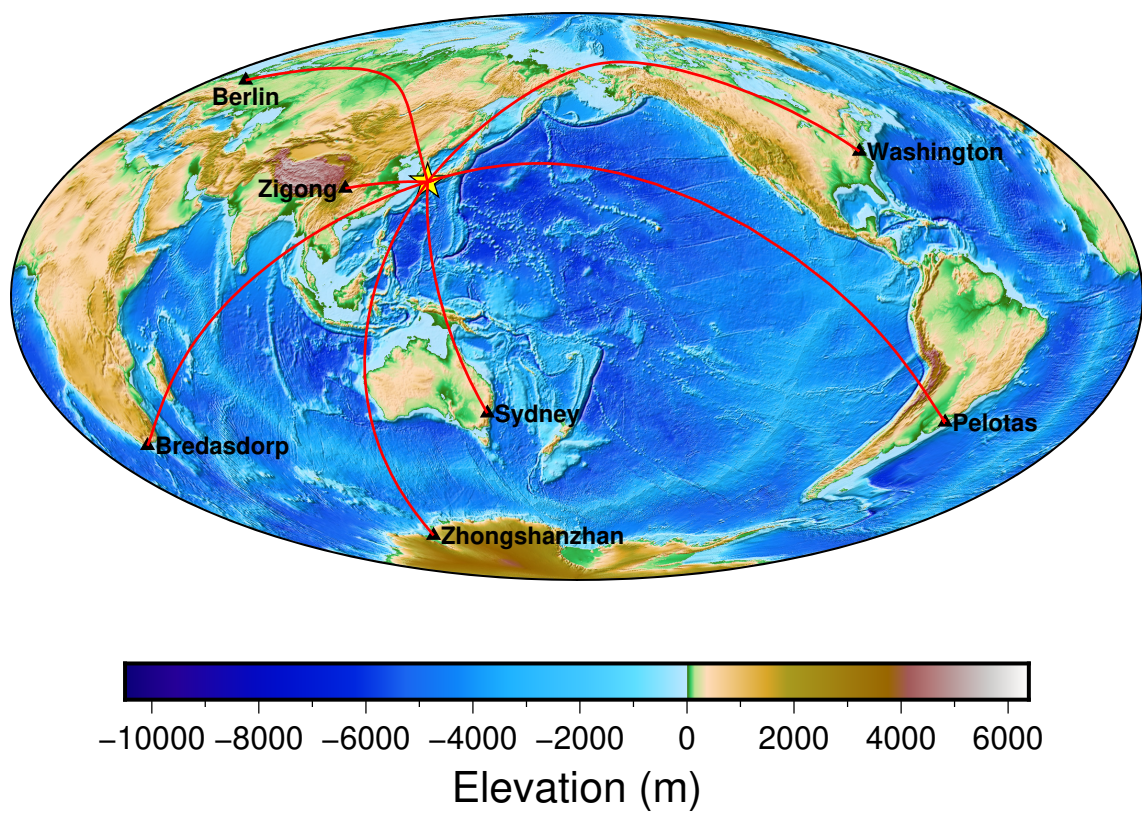 Berlin
Washington
Zigong
Sydney
Pelotas
Bredasdorp
Zhongshanzhan
−10000 −8000 −6000 −4000 −2000 0 2000 4000 6000
Elevation (m)